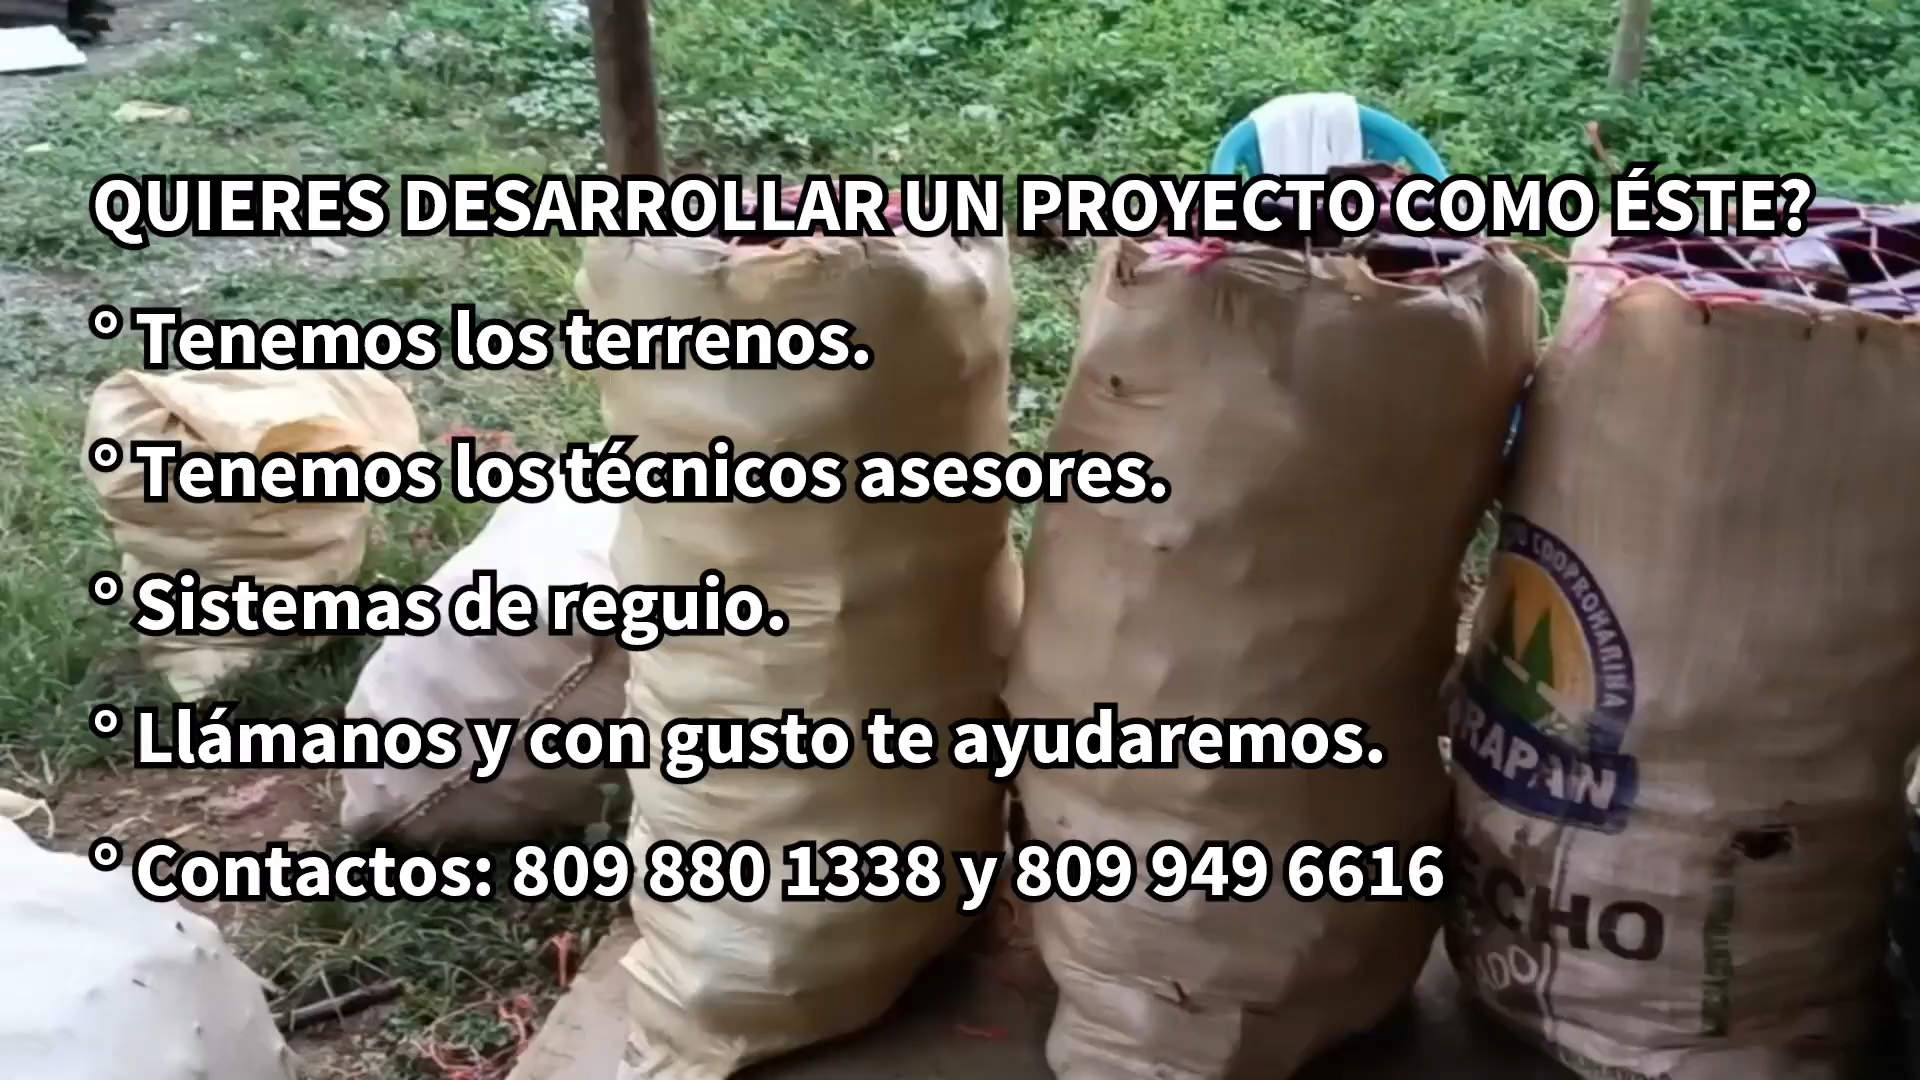 QUIERES DESARROLLAR UN PROYECTO COMO ÉSTE?
° Tenemos los terrenos.
° Tenemos los técnicos asesores.
° Sistemas de reguio.
° Llámanos y con gusto te ayudaremos.
° Contactos: 809 880 1338 y 809 949 6616
COOPROHARINA